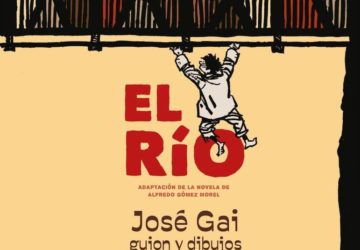 EL
RÍO
ADAPTACIÓN DE LA NOVELA DE
ALFREDO GÓMEZ MOREL
José Gai
guion y dibujos